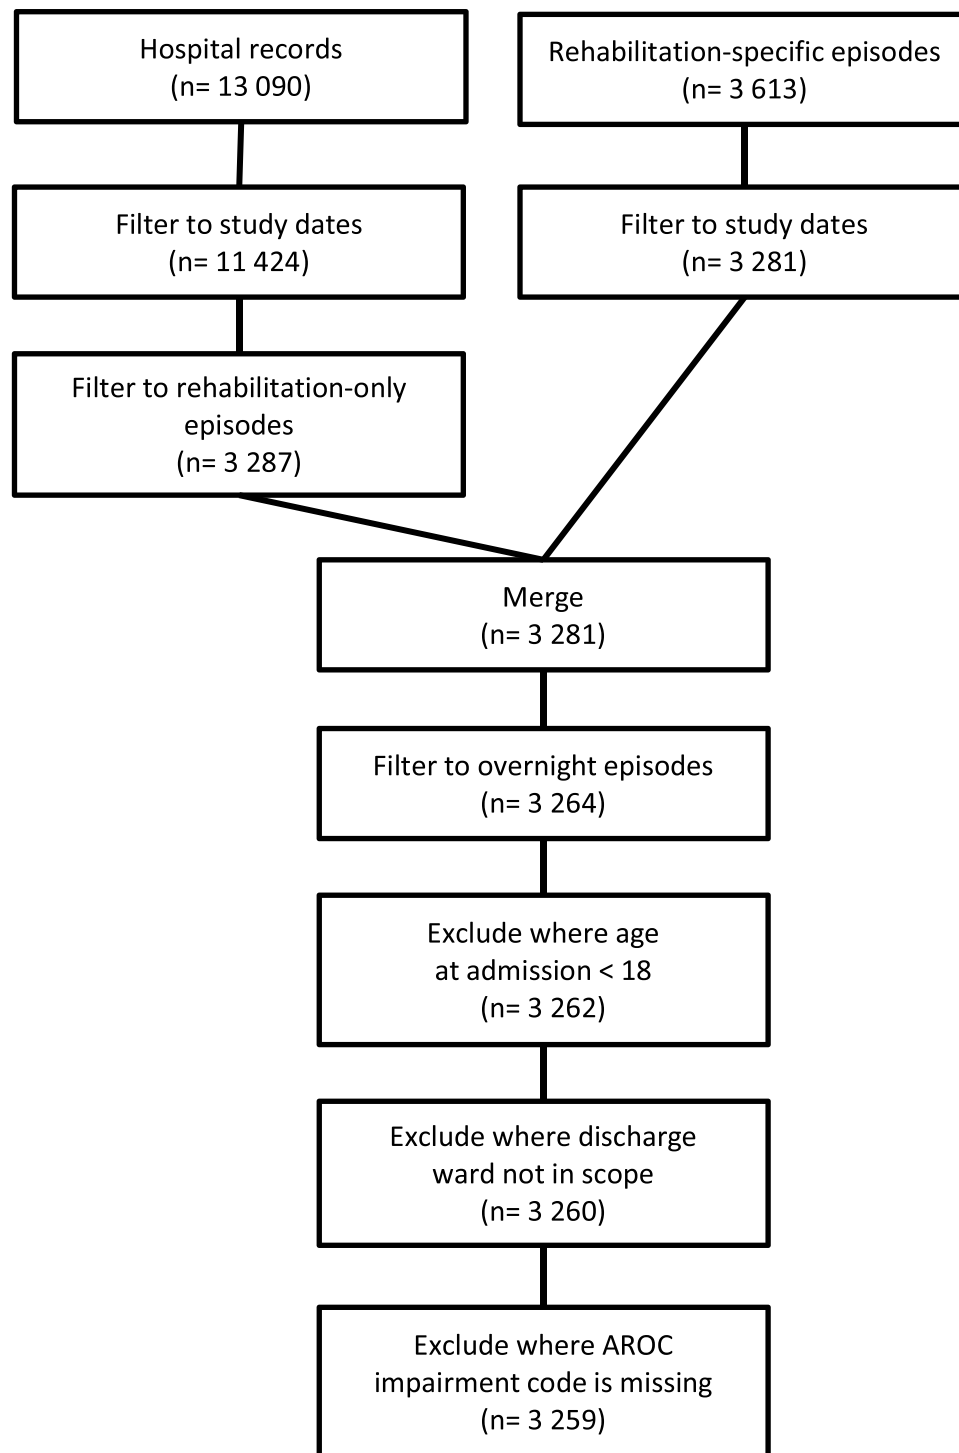 Hospital records
(n= 13 090)
Rehabilitation-specific episodes
(n= 3 613)
Filter to study dates
(n= 11 424)
Filter to study dates
(n= 3 281)
Filter to rehabilitation-only
episodes
(n= 3 287)
Merge
(n= 3 281)
Filter to overnight episodes
(n= 3 264)
Exclude where age
at admission < 18
(n= 3 262)
Exclude where discharge
ward not in scope
(n= 3 260)
Exclude where AROC
impairment code is missing
(n= 3 259)